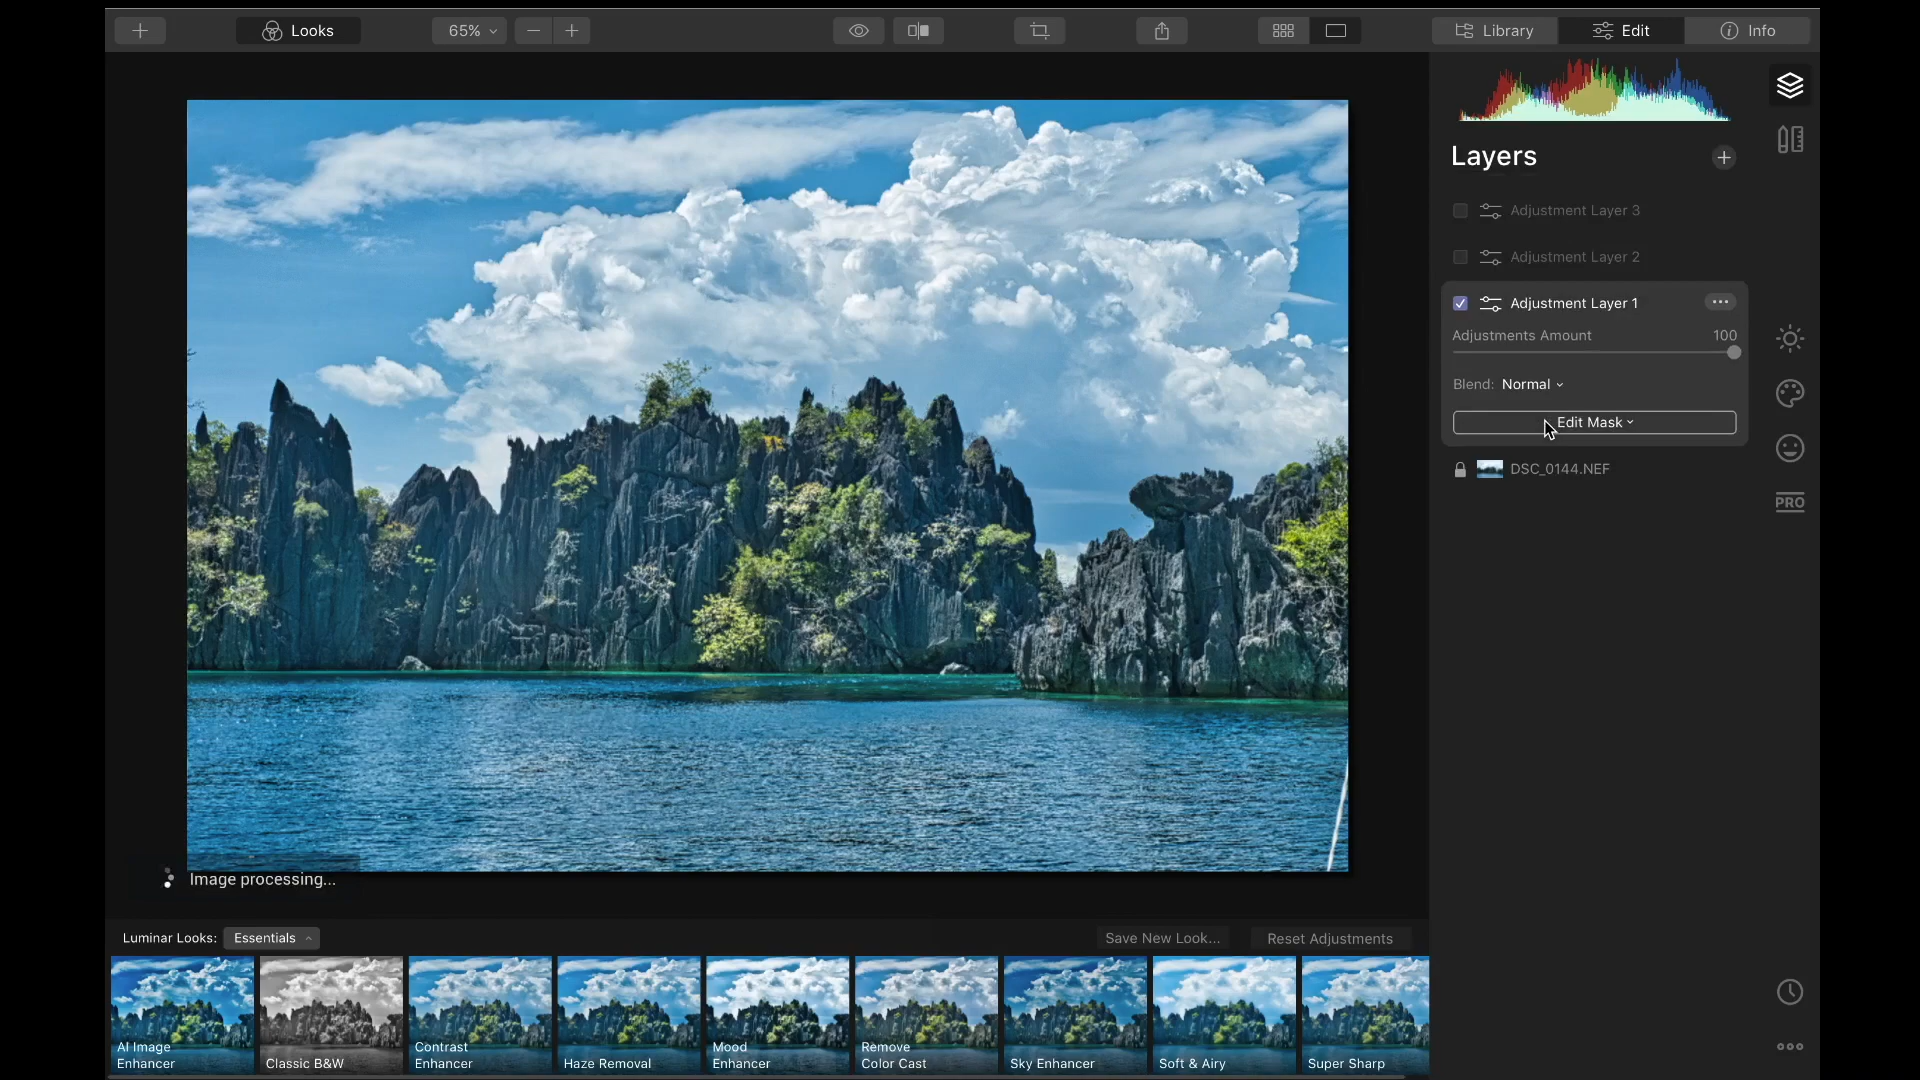 Looks
65%
Library
Edit
Info
Layers
Adjustment Layer 3
Adjustment Layer 2
Adjustment Layer 1
Adjustments Amount 100
Blend: Normal
Edit Mask
DSC_0144.NEF
PRO
Image processing...
Luminar Looks: Essentials
Save New Look...
Reset Adjustments
AI Image
Enhancer
Classic B&W
Contrast
Enhancer
Haze Removal
Mood
Enhancer
Remove
Color Cast
Sky Enhancer
Soft & Airy
Super Sharp